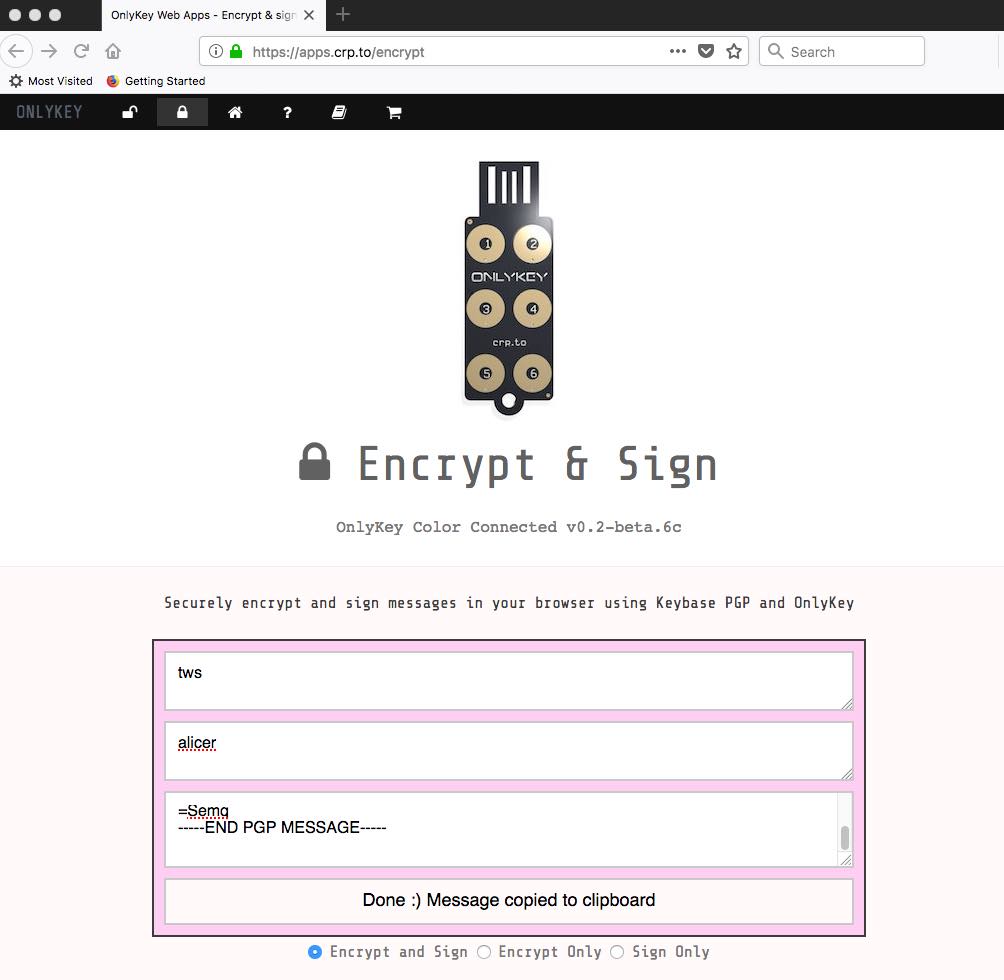 OnlyKey Web Apps - Encrypt & sign
https://apps.crp.to/encrypt
Search
Most Visited
Getting Started
ONLYKEY
?
1 2
ONLYKEY
3 4
crp.to
5 6
Encrypt & Sign
OnlyKey Color Connected v0.2-beta.6c
Securely encrypt and sign messages in your browser using Keybase PGP and OnlyKey
tws
alicer
=Semq
-----END PGP MESSAGE-----
Done :) Message copied to clipboard
Encrypt and Sign Encrypt Only Sign Only